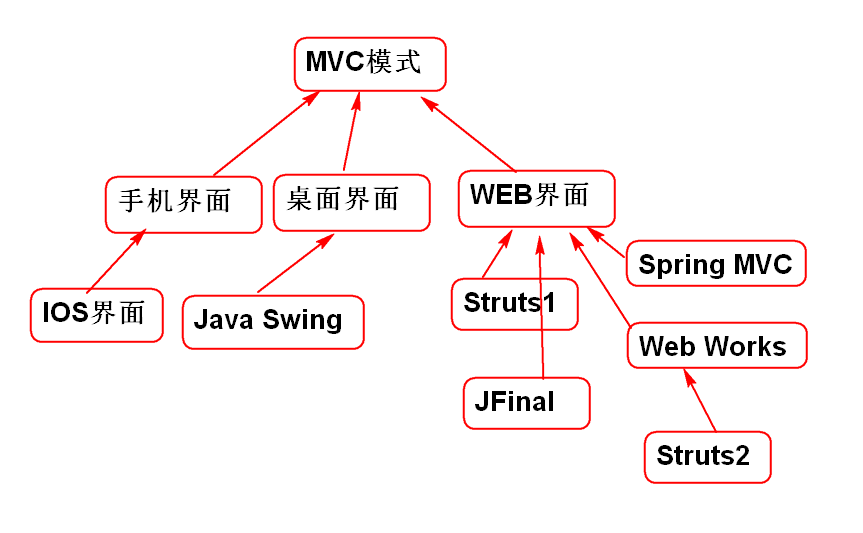 MVC模式
手机界面
桌面界面
WEB界面
Spring MVC
IOS界面
Java Swing
Struts1
Web Works
JFinal
Struts2